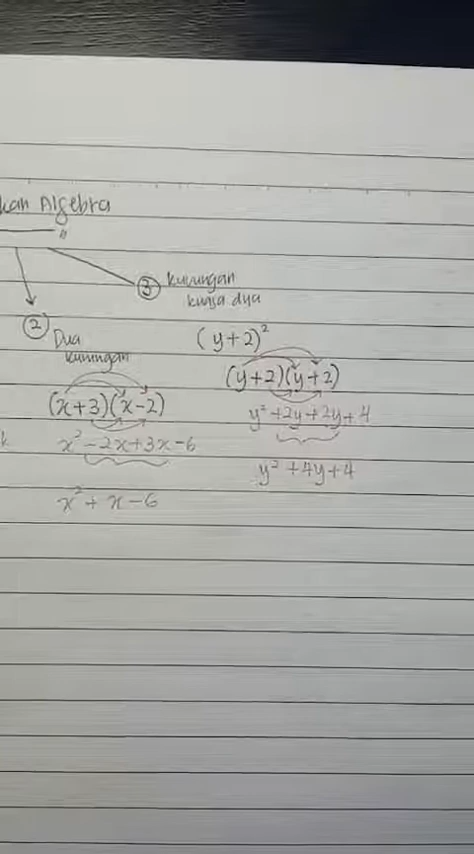 kan Algebra
③ kurungan
kuasa dua
② Dua
kurungan
(y+2)²
(y+2)(y+2)
(x+3)(x-2)
y²+2y+2y+4
x²-2x+3x-6
y²+4y+4
x²+x-6